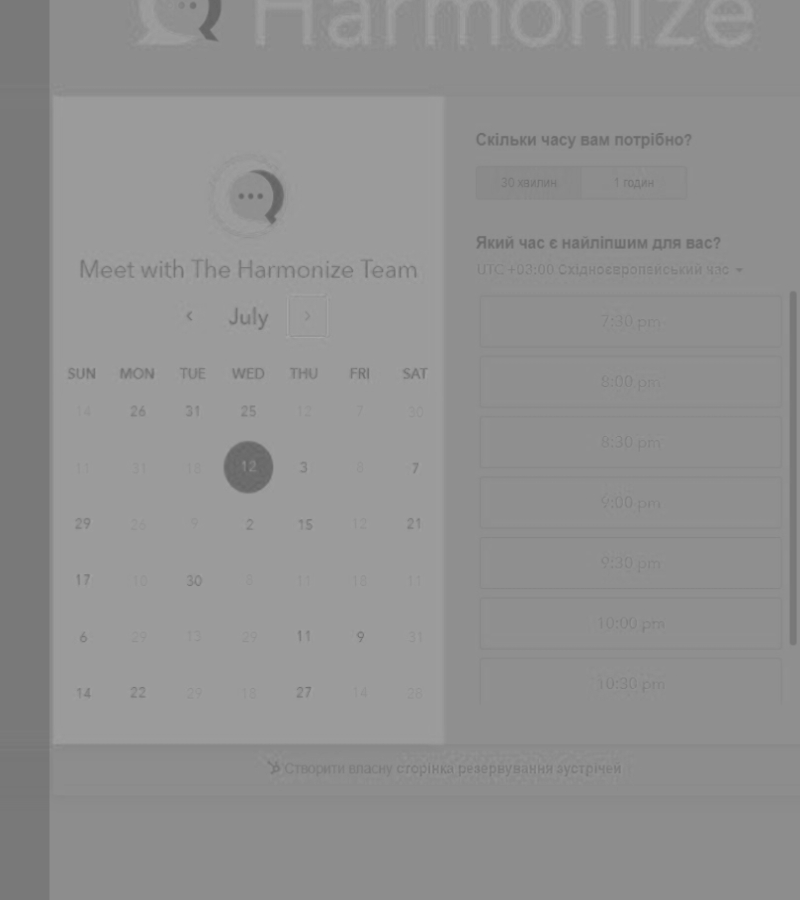 Harmonize
Meet with The Harmonize Team
July
SUN MON TUE WED THU FRI SAT
14 26 31 25 12 7 30
11 31 18 12 3 8 7
29 26 9 2 15 12 21
17 10 30 8 11 18 11
6 29 13 29 11 9 31
14 22 29 18 27 14 28
Скільки часу вам потрібно?
30 хвилин 1 годин
Який час є найліпшим для вас?
UTC +03:00 Східноєвропейський час
7:30 pm
8:00 pm
8:30 pm
9:00 pm
9:30 pm
10:00 pm
10:30 pm
Створити власну сторінка резервування зустрічей